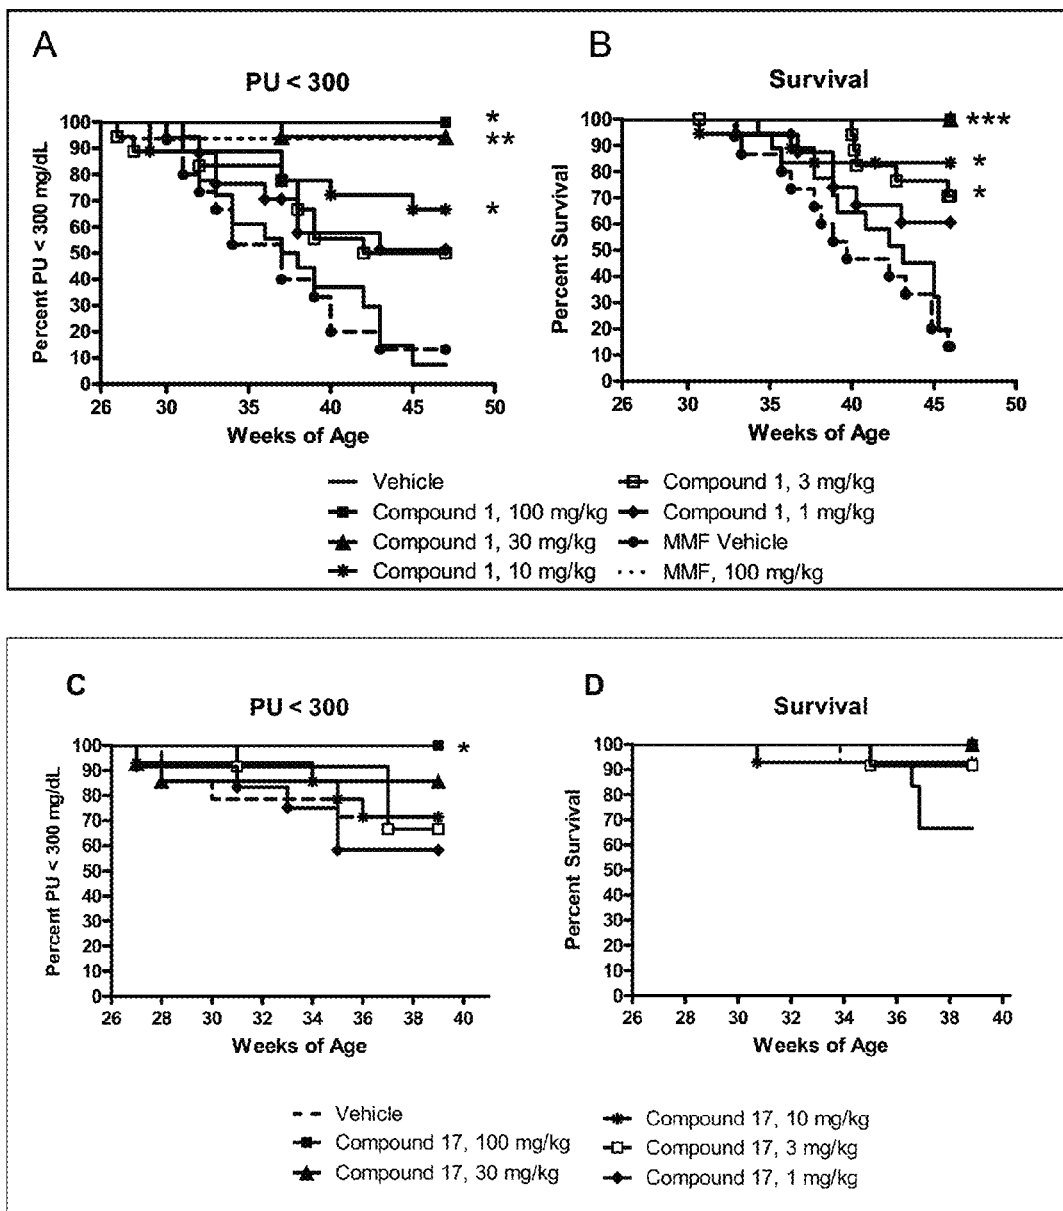 A
PU < 300
Percent PU < 300 mg/dL
100
90
80
70
60
50
40
30
20
10
0
26 30 35 40 45 50
Weeks of Age
*
**
*
B
Survival
Percent Survival
100
90
80
70
60
50
40
30
20
10
0
26 30 35 40 45 50
Weeks of Age
***
*
*
Vehicle
Compound 1, 100 mg/kg
Compound 1, 30 mg/kg
Compound 1, 10 mg/kg
Compound 1, 3 mg/kg
Compound 1, 1 mg/kg
MMF Vehicle
MMF, 100 mg/kg
C
PU < 300
Percent PU < 300 mg/dL
100
90
80
70
60
50
40
30
20
10
0
26 28 30 32 34 36 38 40
Weeks of Age
*
D
Survival
Percent Survival
100
90
80
70
60
50
40
30
20
10
0
26 28 30 32 34 36 38 40
Weeks of Age
Vehicle
Compound 17, 100 mg/kg
Compound 17, 30 mg/kg
Compound 17, 10 mg/kg
Compound 17, 3 mg/kg
Compound 17, 1 mg/kg